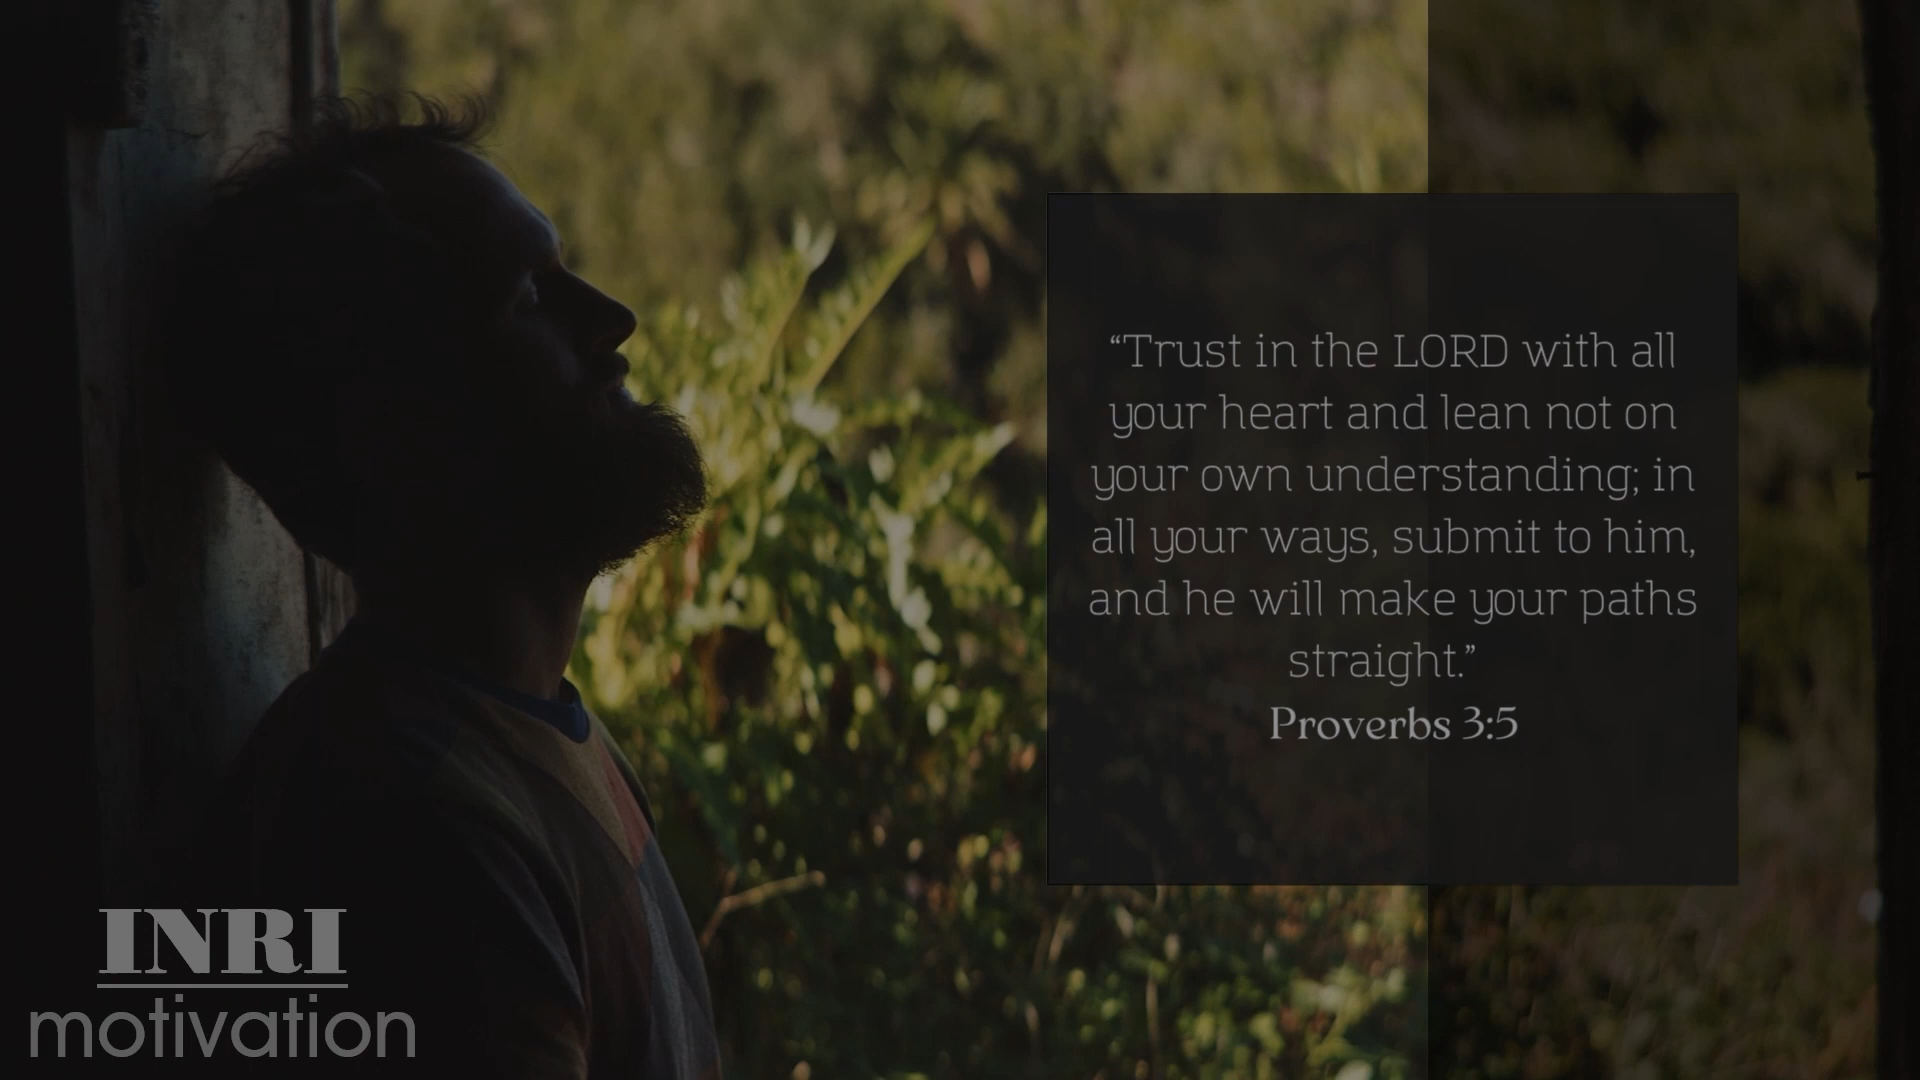 “Trust in the LORD with all
your heart and lean not on
your own understanding; in
all your ways, submit to him,
and he will make your paths
straight.”
Proverbs 3:5
INRI
motivation